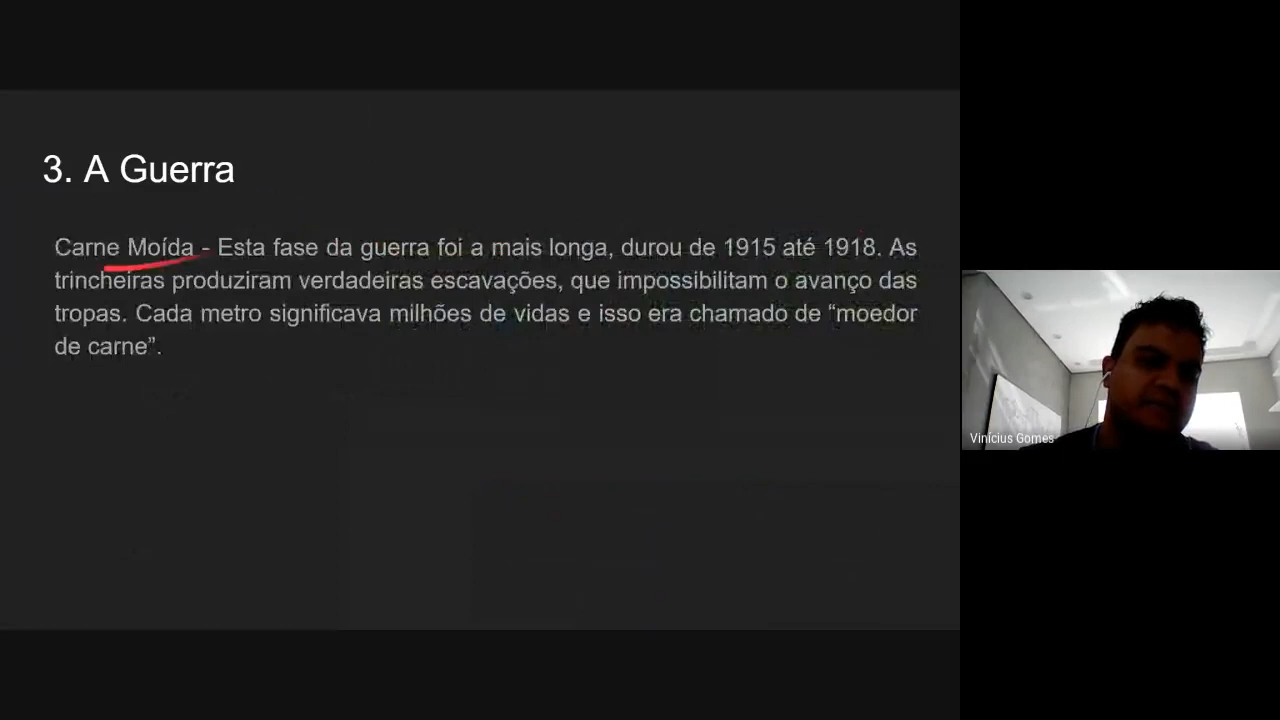 3. A Guerra
Carne Moída - Esta fase da guerra foi a mais longa, durou de 1915 até 1918. As
trincheiras produziram verdadeiras escavações, que impossibilitam o avanço das
tropas. Cada metro significava milhões de vidas e isso era chamado de “moedor
de carne”.
Vinícius Gomes